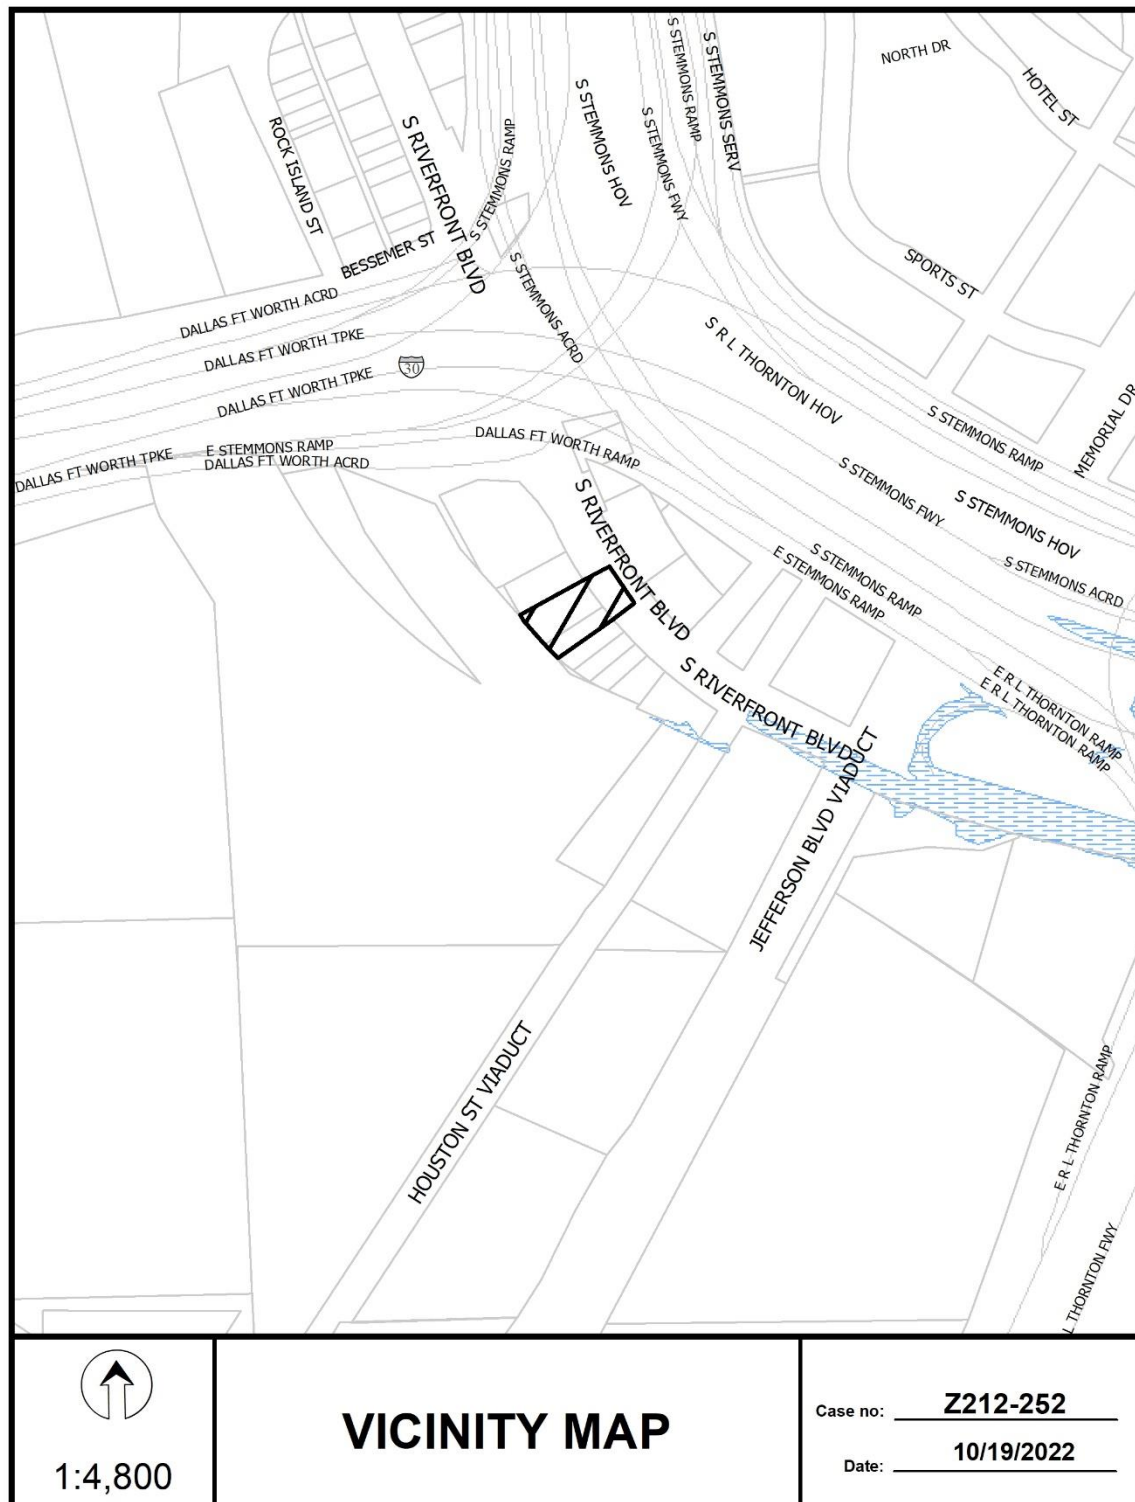 NORTH DR
HOTEL ST
S STEMMONS RAMP
S STEMMONS SERV
S STEMMONS HOV
S STEMMONS FWY
ROCK ISLAND ST
S RIVERFRONT BLVD
S STEMMONS RAMP
BESSEMER ST
SPORTS ST
S STEMMONS ACRD
DALLAS FT WORTH ACRD
DALLAS FT WORTH TPKE
30
DALLAS FT WORTH TPKE
S R L THORNTON HOV
S STEMMONS RAMP
MEMORIAL DR
DALLAS FT WORTH RAMP
E STEMMONS RAMP
DALLAS FT WORTH ACRD
DALLAS FT WORTH TPKE
S STEMMONS FWY
S STEMMONS HOV
S RIVERFRONT BLVD
S STEMMONS RAMP
E STEMMONS RAMP
S STEMMONS ACRD
S RIVERFRONT BLVD
E R L THORNTON RAMP
E R L THORNTON RAMP
JEFFERSON BLVD VIADUCT
HOUSTON ST VIADUCT
E R L THORNTON RAMP
L THORNTON FWY
1:4,800
VICINITY MAP
Case no: Z212-252
Date: 10/19/2022